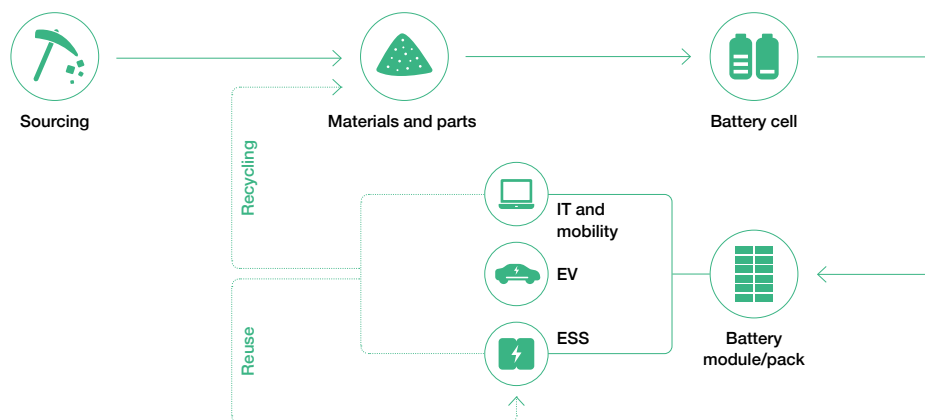 Sourcing
Materials and parts
Battery cell
Recycling
IT and
mobility
EV
ESS
Battery
module/pack
Reuse